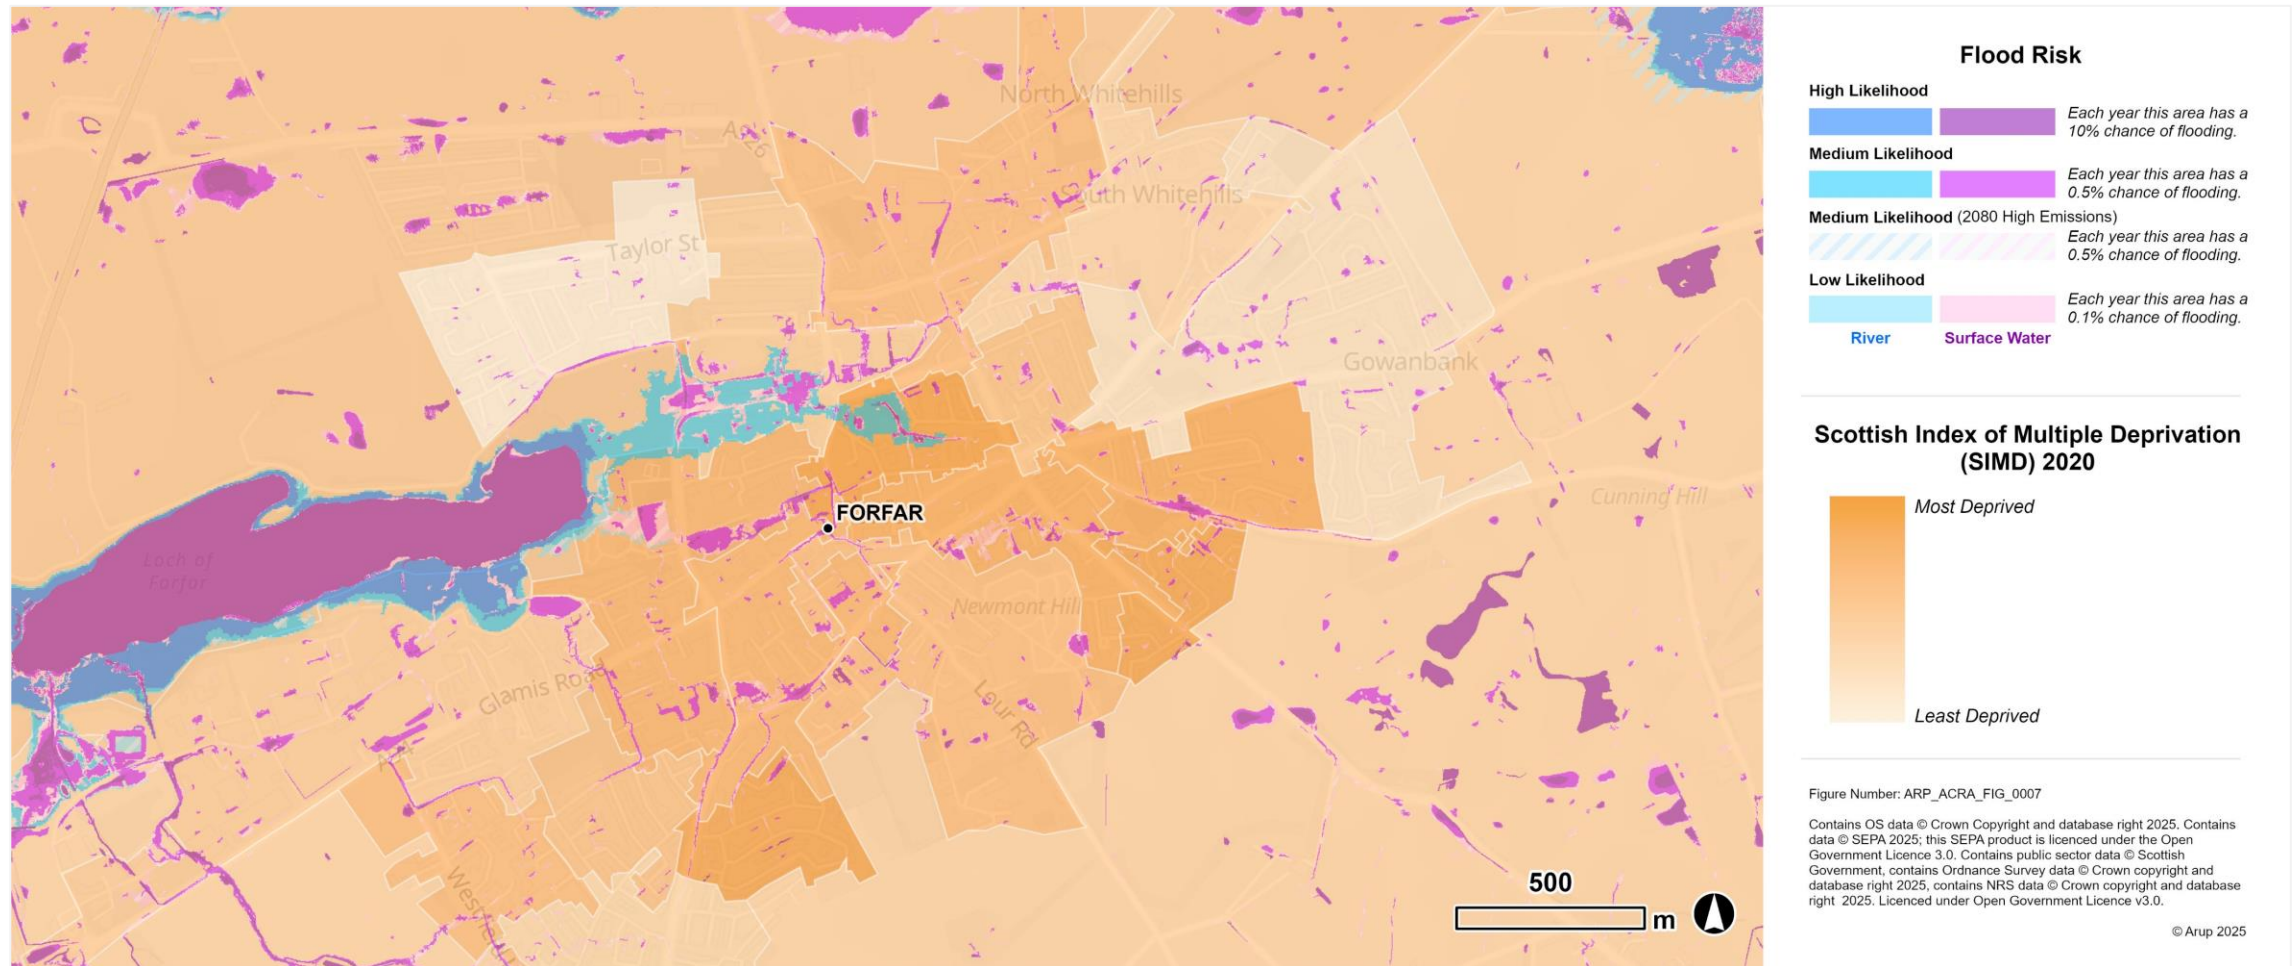 North Whitehills
A926
South Whitehills
Taylor St
Gowanbank
Cunning Hill
FORFAR
Loch of
Forfar
Newmont Hill
Glamis Road
Lour Rd
500
m
Flood Risk
High Likelihood
Each year this area has a
10% chance of flooding.
Medium Likelihood
Each year this area has a
0.5% chance of flooding.
Medium Likelihood (2080 High Emissions)
Each year this area has a
0.5% chance of flooding.
Low Likelihood
Each year this area has a
0.1% chance of flooding.
River Surface Water
Scottish Index of Multiple Deprivation
(SIMD) 2020
Most Deprived
Least Deprived
Figure Number: ARP_ACRA_FIG_0007
Contains OS data © Crown Copyright and database right 2025. Contains
data © SEPA 2025; this SEPA product is licenced under the Open
Government Licence 3.0. Contains public sector data © Scottish
Government, contains Ordnance Survey data © Crown copyright and
database right 2025, contains NRS data © Crown copyright and database
right 2025. Licenced under Open Government Licence v3.0.
© Arup 2025